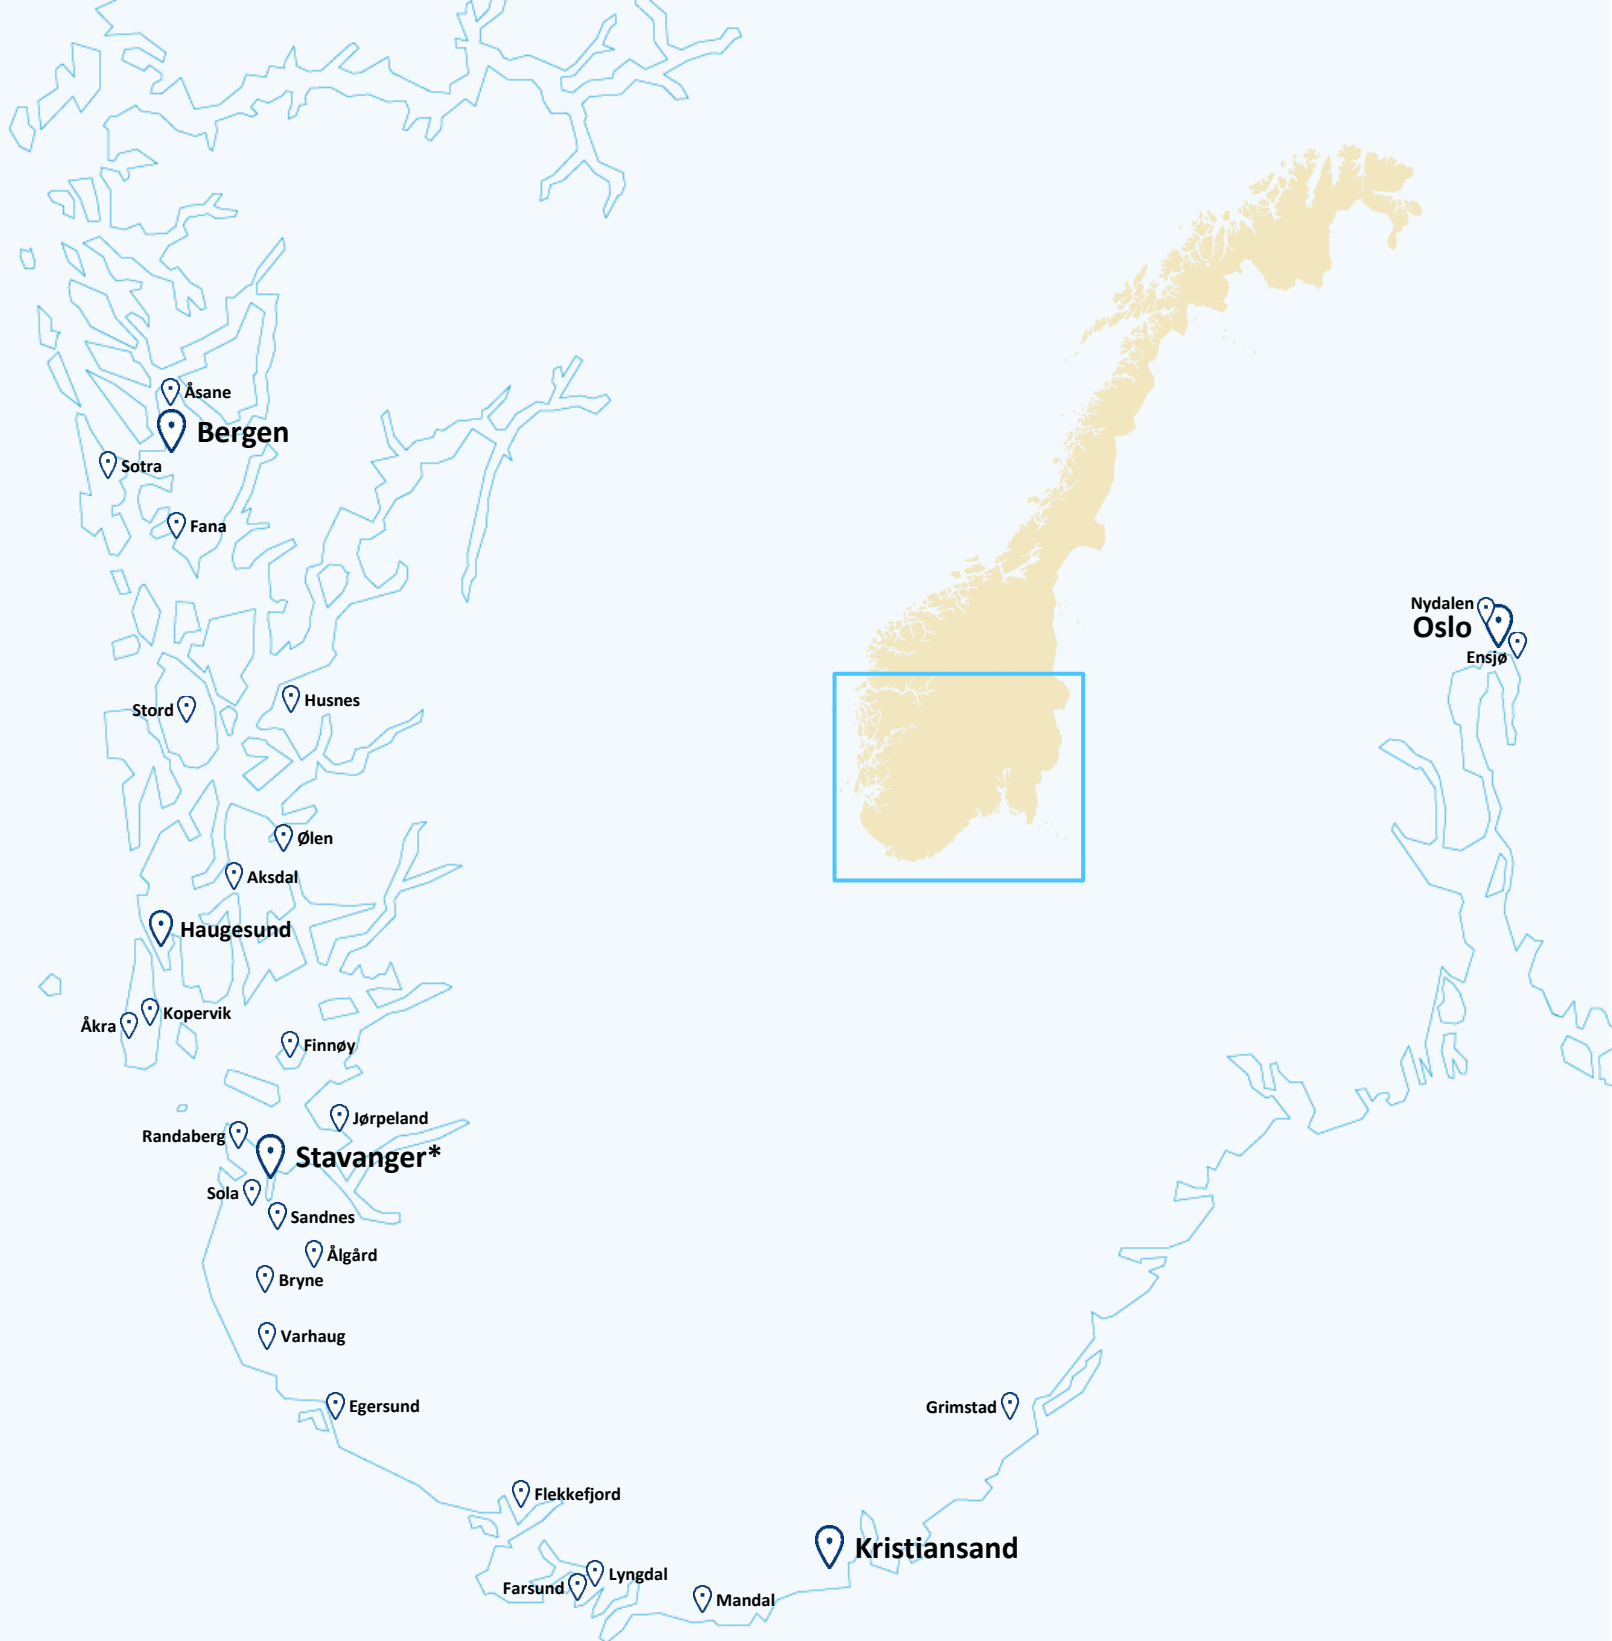 Åsane
Bergen
Sotra
Fana
Nydalen
Oslo
Ensjø
Husnes
Stord
Ølen
Aksdal
Haugesund
Kopervik
Åkra
Finnøy
Jørpeland
Randaberg
Stavanger*
Sola
Sandnes
Ålgård
Bryne
Varhaug
Egersund
Grimstad
Flekkefjord
Kristiansand
Lyngdal
Farsund
Mandal